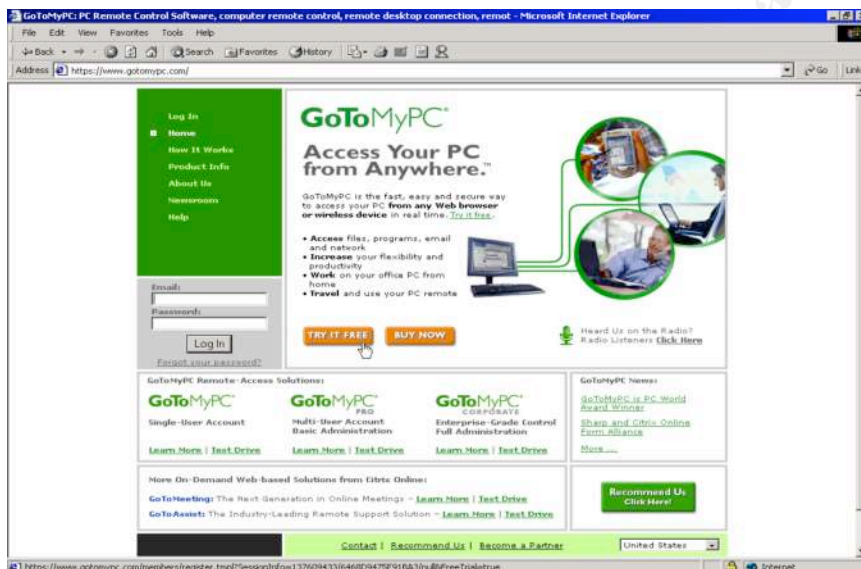 GoToMyPC: PC Remote Control Software, computer remote control, remote desktop connection, remot - Microsoft Internet Explorer
File Edit View Favorites Tools Help
Back Search Favorites History
Address https://www.gotomypc.com/ Go Link
Log In
Home
How It Works
Product Info
About Us
Newsroom
Help
Email:
Password:
Log In
Forgot your password?
GoToMyPC
Access Your PC
from Anywhere.™
GoToMyPC is the fast, easy and secure way
to access your PC from any Web browser
or wireless device in real time. Try it free.
• Access files, programs, email
and network
• Increase your flexibility and
productivity
• Work on your office PC from
home
• Travel and use your PC remote
TRY IT FREE BUY NOW
Heard Us on the Radio?
Radio Listeners Click Here
GoToMyPC Remote-Access Solutions:
GoToMyPC
Single-User Account
Learn More | Test Drive
GoToMyPC
PRO
Multi-User Account
Basic Administration
Learn More | Test Drive
GoToMyPC
CORPORATE
Enterprise-Grade Control
Full Administration
Learn More | Test Drive
GoToMyPC News:
GoToMyPC is PC World
Award Winner
Sharp and Citrix Online
Form Alliance
More ...
More On-Demand Web-based Solutions from Citrix Online:
GoToMeeting: The Next Generation in Online Meetings - Learn More | Test Drive
GoToAssist: The Industry-Leading Remote Support Solution - Learn More | Test Drive
Recommend Us
Click Here!
Contact | Recommend Us | Become a Partner
United States
Internet